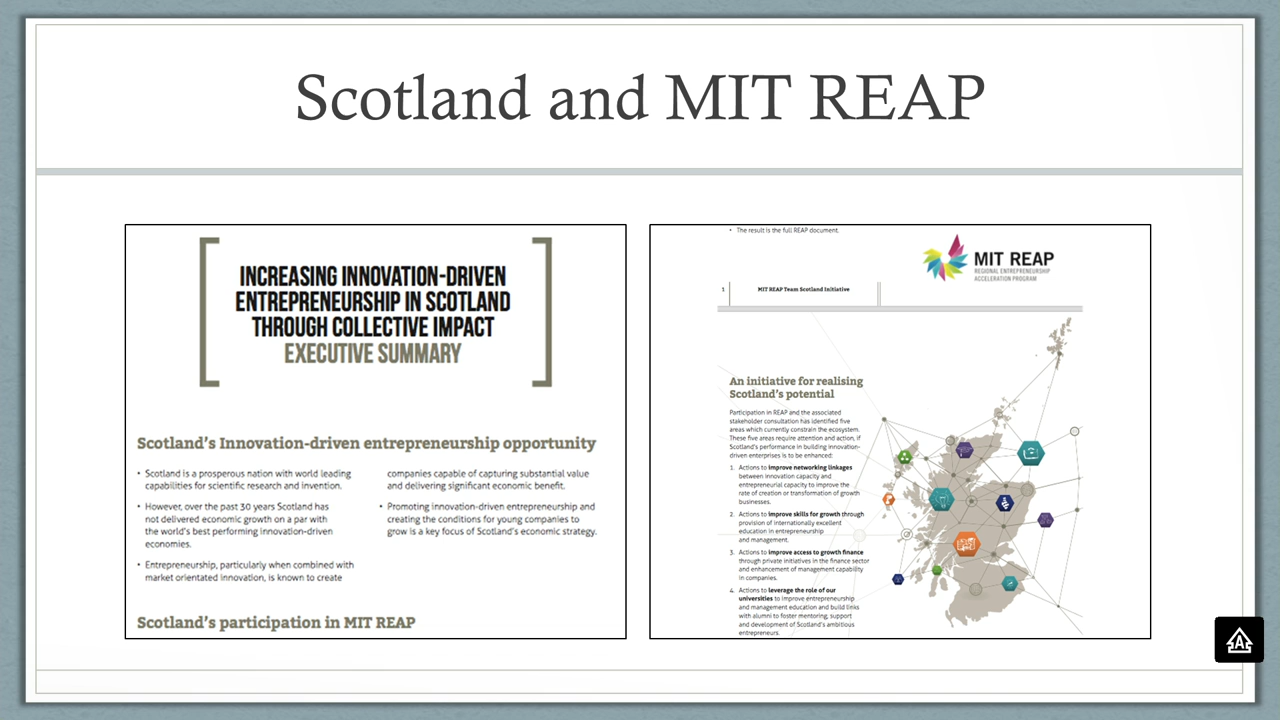 Scotland and MIT REAP
INCREASING INNOVATION-DRIVEN
ENTREPRENEURSHIP IN SCOTLAND
THROUGH COLLECTIVE IMPACT
EXECUTIVE SUMMARY
Scotland's Innovation-driven entrepreneurship opportunity
• Scotland is a prosperous nation with world leading
capabilities for scientific research and invention.
• However, over the past 30 years Scotland has
not delivered economic growth on a par with
the world's best performing innovation-driven
economies.
• Entrepreneurship, particularly when combined with
market orientated innovation, is known to create
companies capable of capturing substantial value
and delivering significant economic benefit.
• Promoting innovation-driven entrepreneurship and
creating the conditions for young companies to
grow is a key focus of Scotland's economic strategy.
Scotland's participation in MIT REAP
• The result is the full REAP document.
MIT REAP
REGIONAL ENTREPRENEURSHIP
ACCELERATION PROGRAM
1 MIT REAP Team Scotland Initiative
An initiative for realising
Scotland's potential
Participation in REAP and the associated
stakeholder consultation has identified five
areas which currently constrain the ecosystem.
These five areas require attention and action, if
Scotland's performance in building innovation-
driven enterprises is to be enhanced:
1. Actions to improve networking linkages
between innovation capacity and
entrepreneurial capacity to improve the
rate of creation or transformation of growth
businesses.
2. Actions to improve skills for growth through
provision of internationally excellent
education in entrepreneurship
and management.
3. Actions to improve access to growth finance
through private initiatives in the finance sector
and enhancement of management capability
in companies.
4. Actions to leverage the role of our
universities to improve entrepreneurship
and management education and build links
with alumni to foster mentoring, support
and development of Scotland's ambitious
entrepreneurs.
A